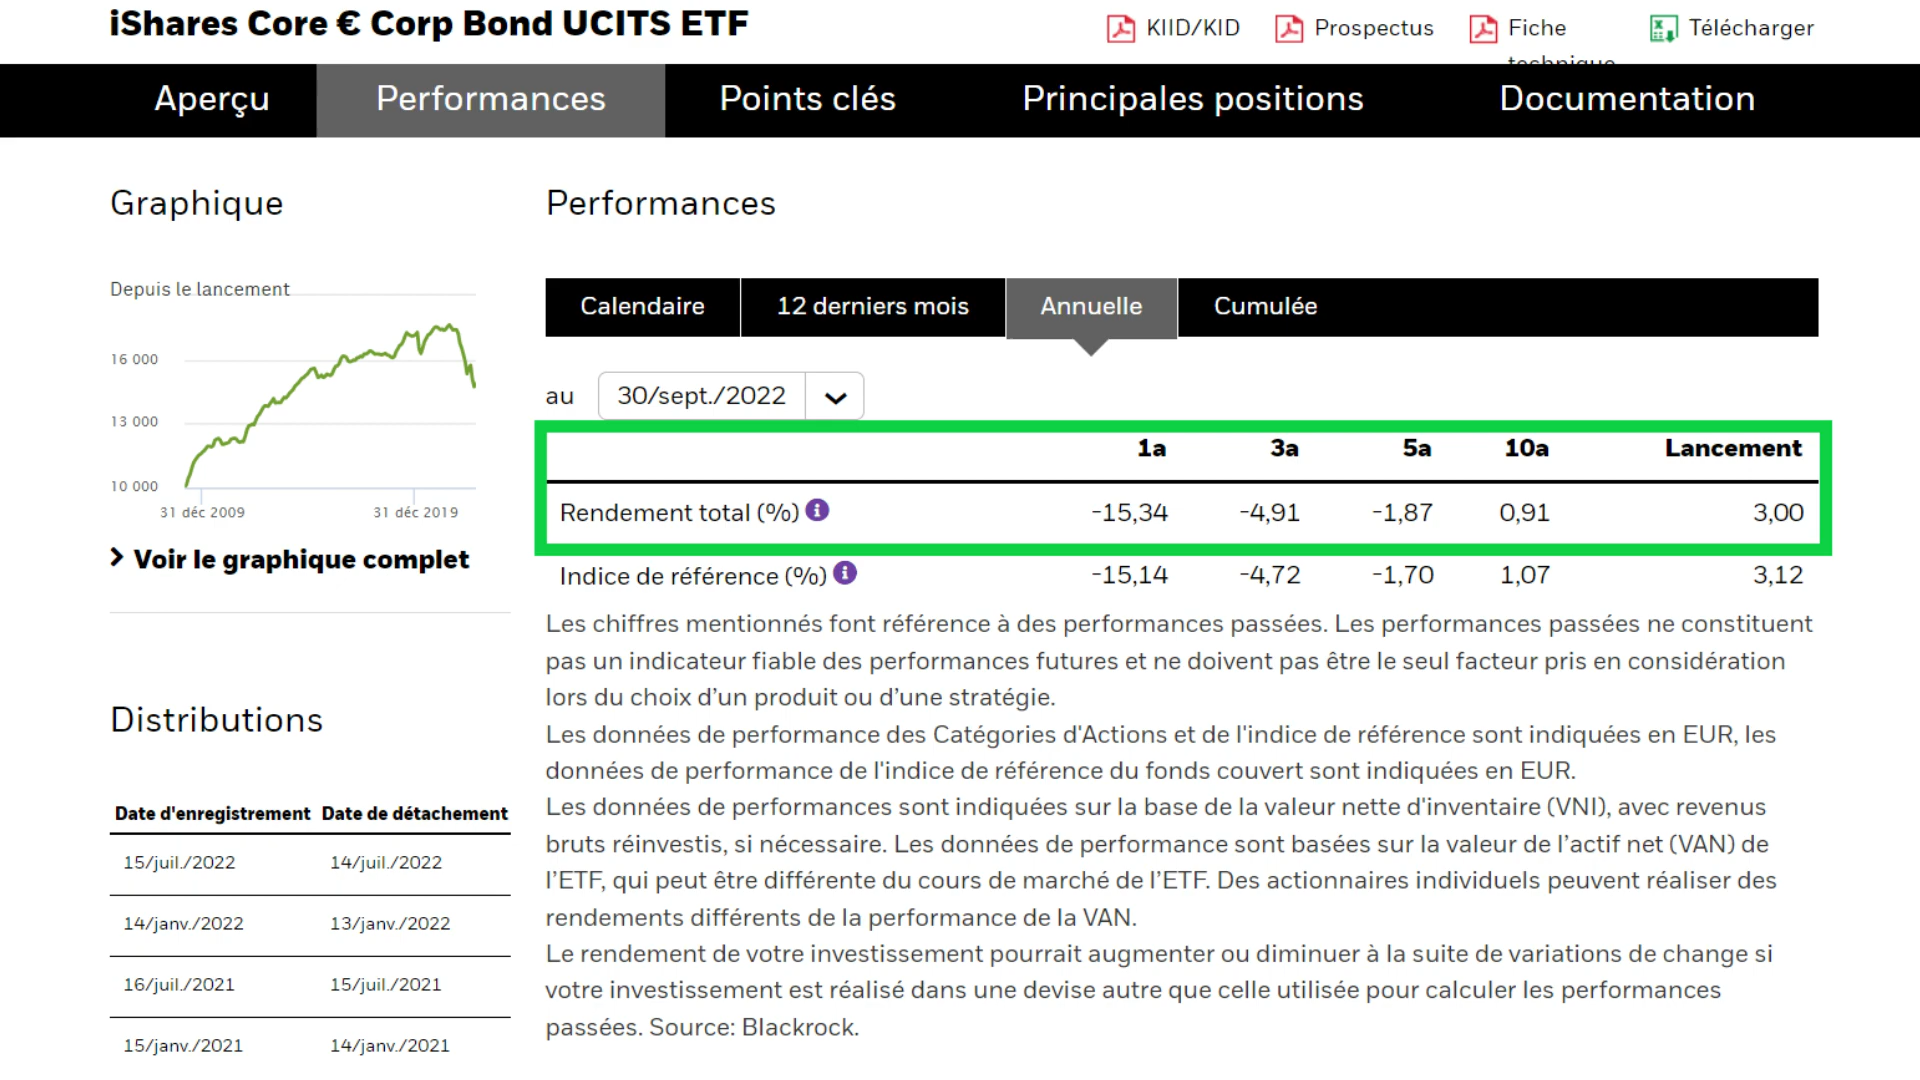 iShares Core € Corp Bond UCITS ETF
KIID/KID
Prospectus
Fiche
technique
Télécharger
Aperçu
Performances
Points clés
Principales positions
Documentation
Graphique
Depuis le lancement
16 000
13 000
10 000
31 déc 2009
31 déc 2019
Voir le graphique complet
Distributions
Date d'enregistrement Date de détachement
15/juil./2022 14/juil./2022
14/janv./2022 13/janv./2022
16/juil./2021 15/juil./2021
15/janv./2021 14/janv./2021
Performances
Calendaire
12 derniers mois
Annuelle
Cumulée
au 30/sept./2022
1a 3a 5a 10a Lancement
Rendement total (%) -15,34 -4,91 -1,87 0,91 3,00
Indice de référence (%) -15,14 -4,72 -1,70 1,07 3,12
Les chiffres mentionnés font référence à des performances passées. Les performances passées ne constituent
pas un indicateur fiable des performances futures et ne doivent pas être le seul facteur pris en considération
lors du choix d’un produit ou d’une stratégie.
Les données de performance des Catégories d'Actions et de l'indice de référence sont indiquées en EUR, les
données de performance de l'indice de référence du fonds couvert sont indiquées en EUR.
Les données de performances sont indiquées sur la base de la valeur nette d'inventaire (VNI), avec revenus
bruts réinvestis, si nécessaire. Les données de performance sont basées sur la valeur de l’actif net (VAN) de
l’ETF, qui peut être différente du cours de marché de l’ETF. Des actionnaires individuels peuvent réaliser des
rendements différents de la performance de la VAN.
Le rendement de votre investissement pourrait augmenter ou diminuer à la suite de variations de change si
votre investissement est réalisé dans une devise autre que celle utilisée pour calculer les performances
passées. Source: Blackrock.